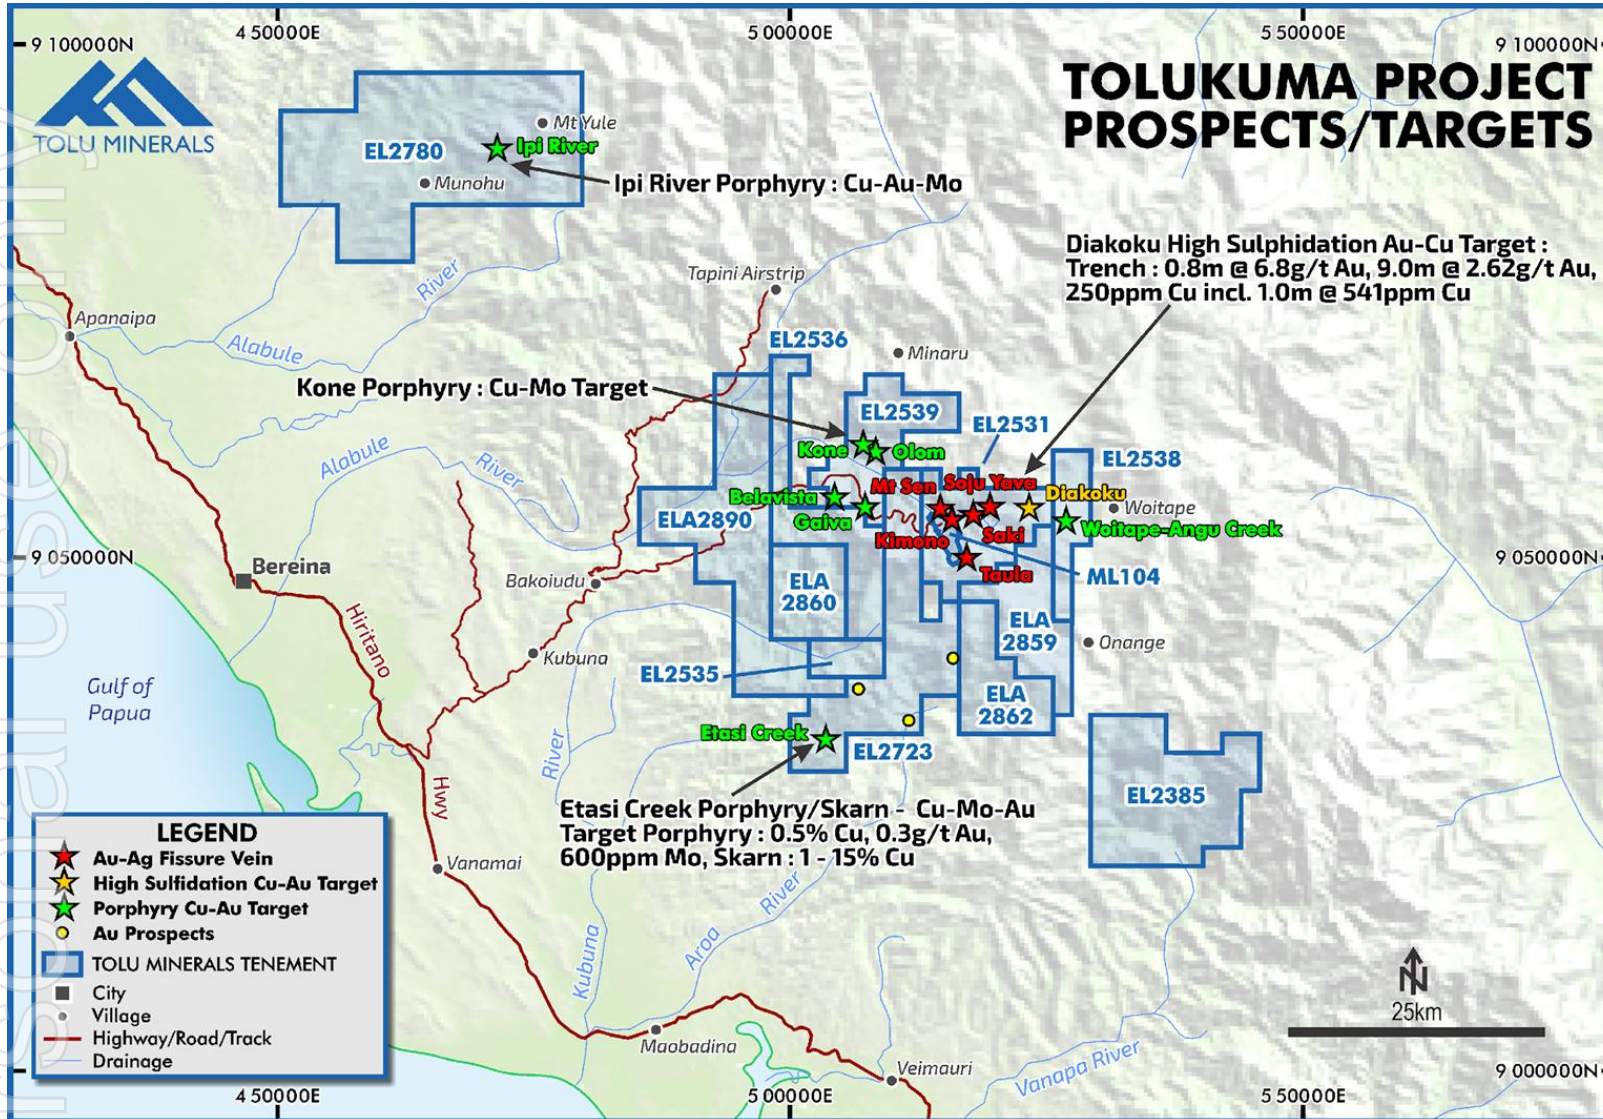 4 50000E
5 00000E
5 50000E
9 100000N
9 100000N
TOLU MINERALS
TOLUKUMA PROJECT
PROSPECTS/TARGETS
Mt Yule
Ipi River
EL2780
Munohu
Ipi River Porphyry : Cu-Au-Mo
Diakoku High Sulphidation Au-Cu Target :
Trench : 0.8m @ 6.8g/t Au, 9.0m @ 2.62g/t Au,
250ppm Cu incl. 1.0m @ 541ppm Cu
Tapini Airstrip
River
Apanaipa
Alabule
EL2536
Minaru
Kone Porphyry : Cu-Mo Target
EL2539
EL2531
Kone
Olom
Alabule
River
EL2538
Mt Sen
Soju Yava
Belavista
Diakoku
Gaiva
Woitape
ELA2890
Kimono
Saki
Woitape-Angu Creek
9 050000N
9 050000N
Bereina
Taula
ML104
Bakoiudu
ELA
2860
Hiritano
ELA
2859
Onange
Kubuna
EL2535
Gulf of
Papua
ELA
2862
Etasi Creek
EL2723
River
Hwy
EL2385
Etasi Creek Porphyry/Skarn - Cu-Mo-Au
Target Porphyry : 0.5% Cu, 0.3g/t Au,
600ppm Mo, Skarn : 1 - 15% Cu
LEGEND
Au-Ag Fissure Vein
High Sulfidation Cu-Au Target
Porphyry Cu-Au Target
Au Prospects
TOLU MINERALS TENEMENT
City
Village
Highway/Road/Track
Drainage
Vanamai
River
Aroa
Kubuna
N
25km
Maobadina
Veimauri
Vanapa River
9 000000N
4 50000E
5 00000E
5 50000E
rsonal use only